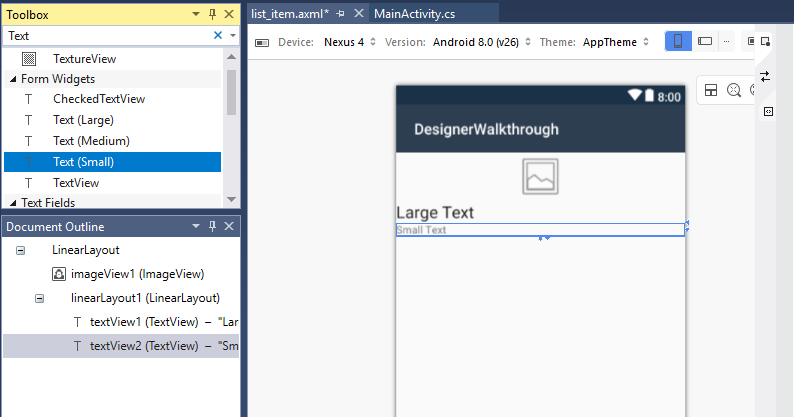 Toolbox
Text
TextureView
Form Widgets
CheckedTextView
Text (Large)
Text (Medium)
Text (Small)
TextView
Text Fields
Document Outline
LinearLayout
imageView1 (ImageView)
linearLayout1 (LinearLayout)
textView1 (TextView) – "Lar
textView2 (TextView) – "Sm
list_item.axml*
MainActivity.cs
Device: Nexus 4 Version: Android 8.0 (v26) Theme: AppTheme
8:00
DesignerWalkthrough
Large Text
Small Text